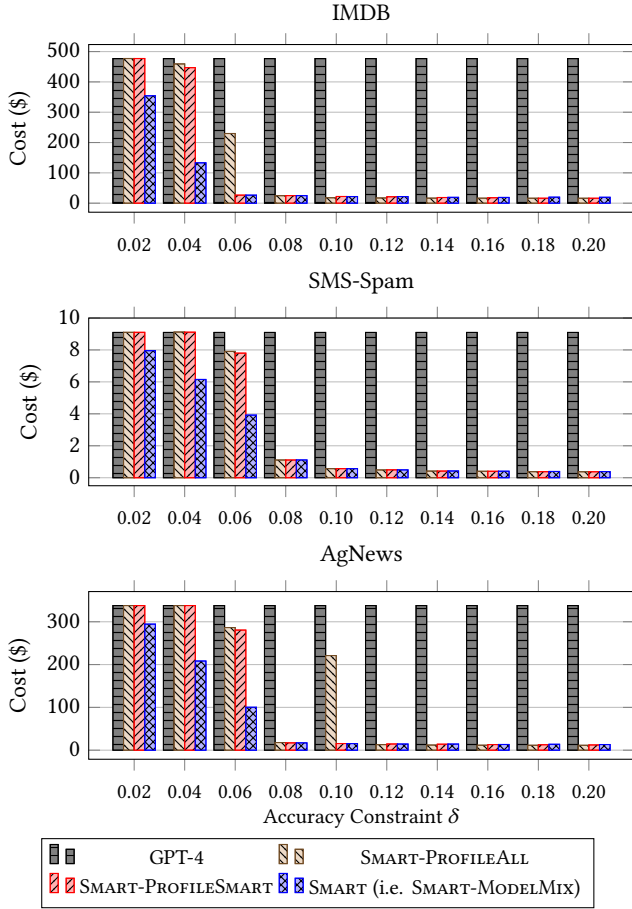 IMDB
500
400
300
200
100
0
Cost ($)
0.02 0.04 0.06 0.08 0.10 0.12 0.14 0.16 0.18 0.20
SMS-Spam
10
8
6
4
2
0
Cost ($)
0.02 0.04 0.06 0.08 0.10 0.12 0.14 0.16 0.18 0.20
AgNews
300
200
100
0
Cost ($)
0.02 0.04 0.06 0.08 0.10 0.12 0.14 0.16 0.18 0.20
Accuracy Constraint δ
GPT-4 SMART-PROFILEALL
SMART-PROFILESMART SMART (i.e. SMART-MODELMIX)